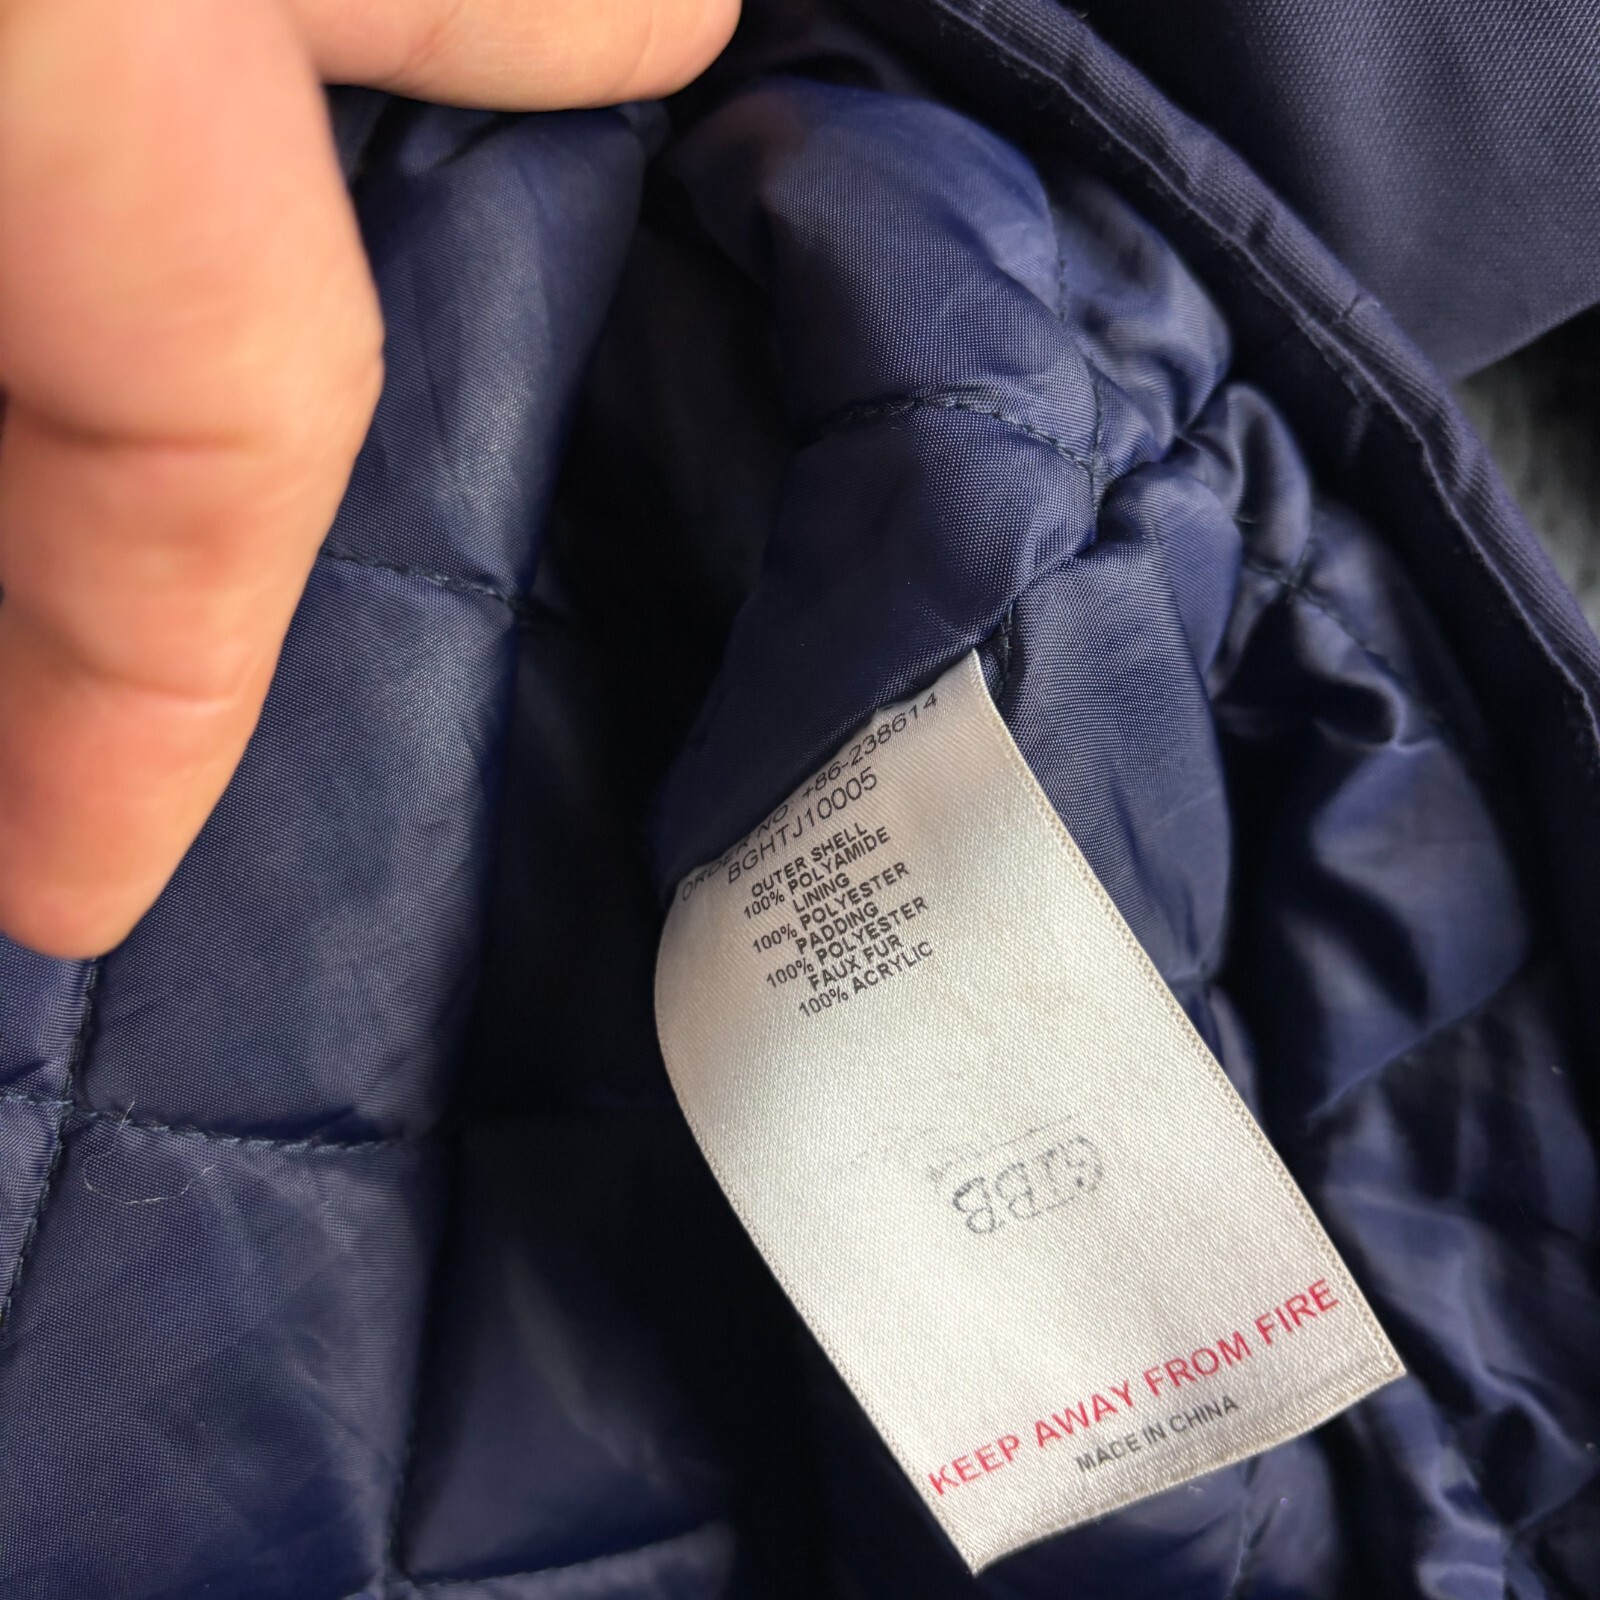 ORDER NO. +86-238614
BGHTJ10005
OUTER SHELL
100% POLYAMIDE
LINING
100% POLYESTER
PADDING
100% POLYESTER
FAUX FUR
100% ACRYLIC
KEEP AWAY FROM FIRE
MADE IN CHINA